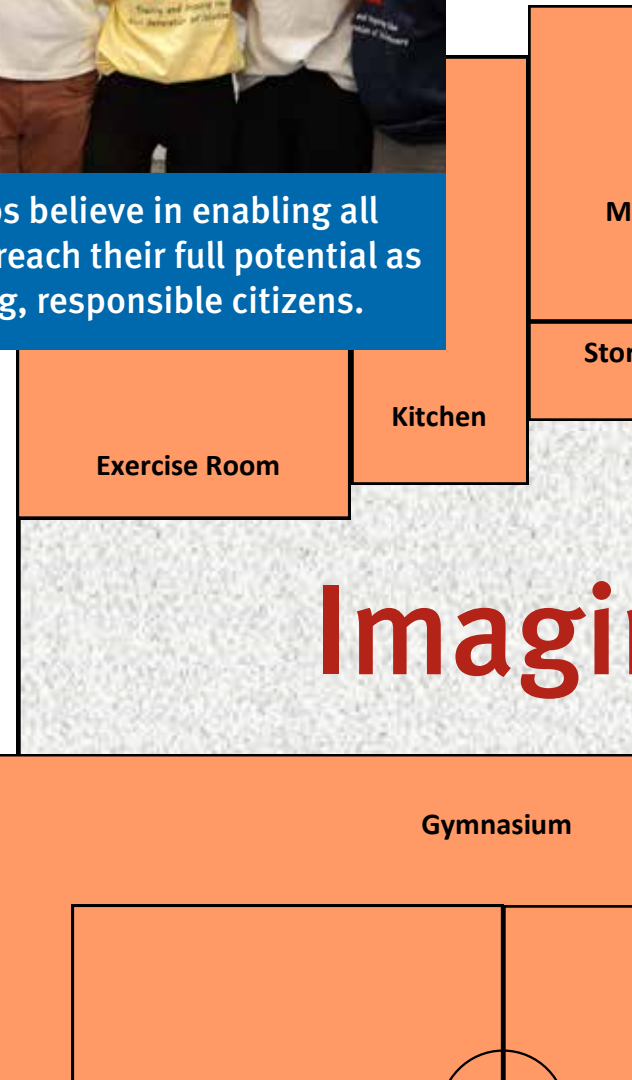 os believe in enabling all
reach their full potential as
g, responsible citizens.
M
Stor
Kitchen
Exercise Room
Imagi
Gymnasium